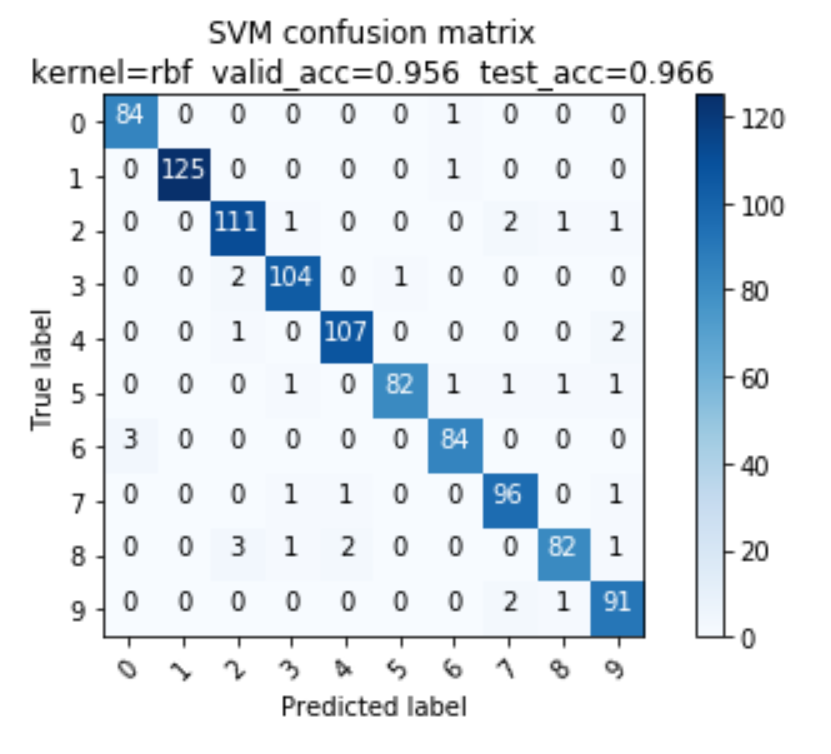 SVM confusion matrix
kernel=rbf valid_acc=0.956 test_acc=0.966
0 84 0 0 0 0 0 1 0 0 0
1 0 125 0 0 0 0 1 0 0 0
2 0 0 111 1 0 0 0 2 1 1
3 0 0 2 104 0 1 0 0 0 0
4 0 0 1 0 107 0 0 0 0 2
5 0 0 0 1 0 82 1 1 1 1
6 3 0 0 0 0 0 84 0 0 0
7 0 0 0 1 1 0 0 96 0 1
8 0 0 3 1 2 0 0 0 82 1
9 0 0 0 0 0 0 0 2 1 91
0 1 2 3 4 5 6 7 8 9
True label
Predicted label
120
100
80
60
40
20
0